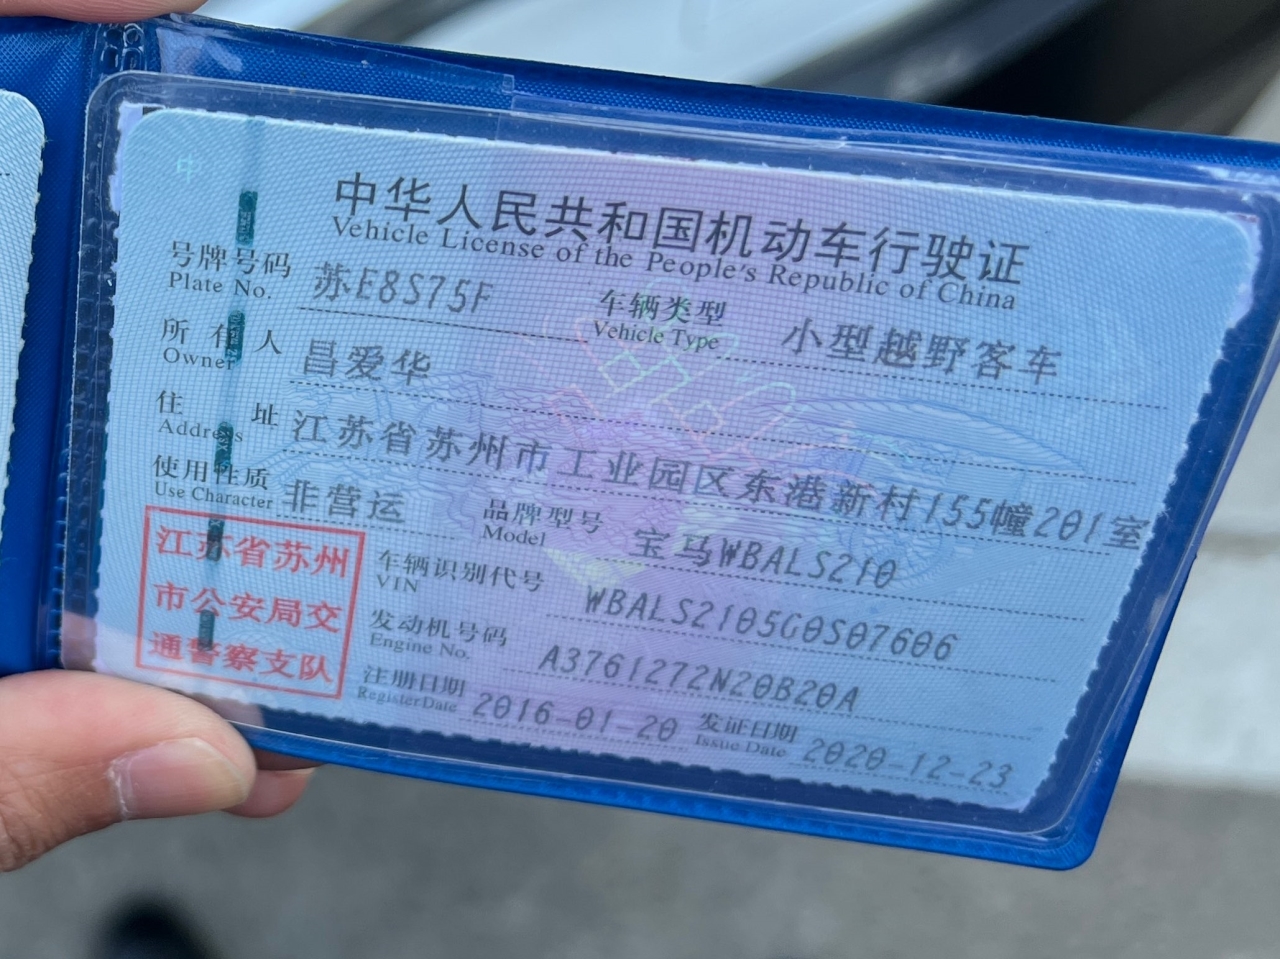 中华人民共和国机动车行驶证
Vehicle License of the People's Republic of China
号牌号码 苏E8S75F 车辆类型 小型越野客车
Plate No. Vehicle Type
所有人 昌爱华
Owner
住址 江苏省苏州市工业园区东港新村155幢201室
Address
使用性质 非营运 品牌型号 宝马WBALS210
Use Character Model
江苏省苏州
市公安局交
通警察支队
车辆识别代号 WBALS2105G0S07606
VIN
发动机号码 A3761272N20B20A
Engine No.
注册日期 2016-01-20 发证日期 2020-12-23
Register Date Issue Date